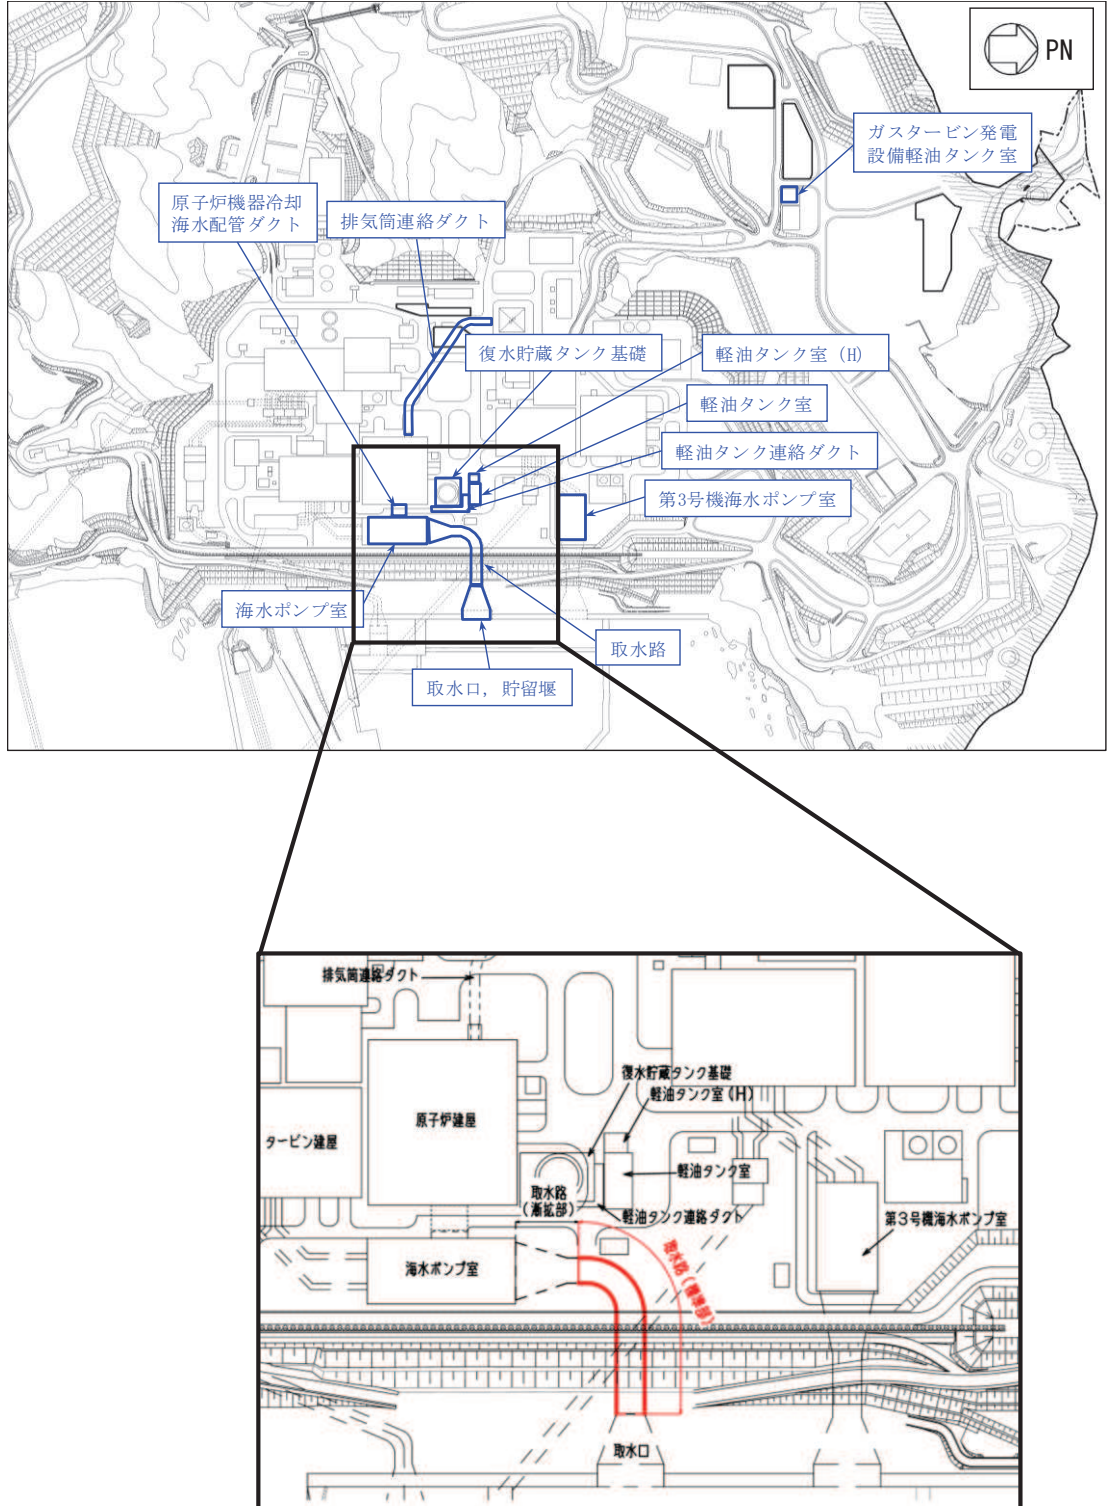 PN
ガスタービン発電
設備軽油タンク室
原子炉機器冷却
海水配管ダクト
排気筒連絡ダクト
復水貯蔵タンク基礎
軽油タンク室 (H)
軽油タンク室
軽油タンク連絡ダクト
第3号機海水ポンプ室
海水ポンプ室
取水路
取水口, 貯留堰
排気筒連絡ダクト
復水貯蔵タンク基礎
軽油タンク室(H)
原子炉建屋
タービン建屋
軽油タンク室
取水路
(漸拡部)
軽油タンク連絡ダクト
第3号機海水ポンプ室
海水ポンプ室
取水路(標準部)
取水口